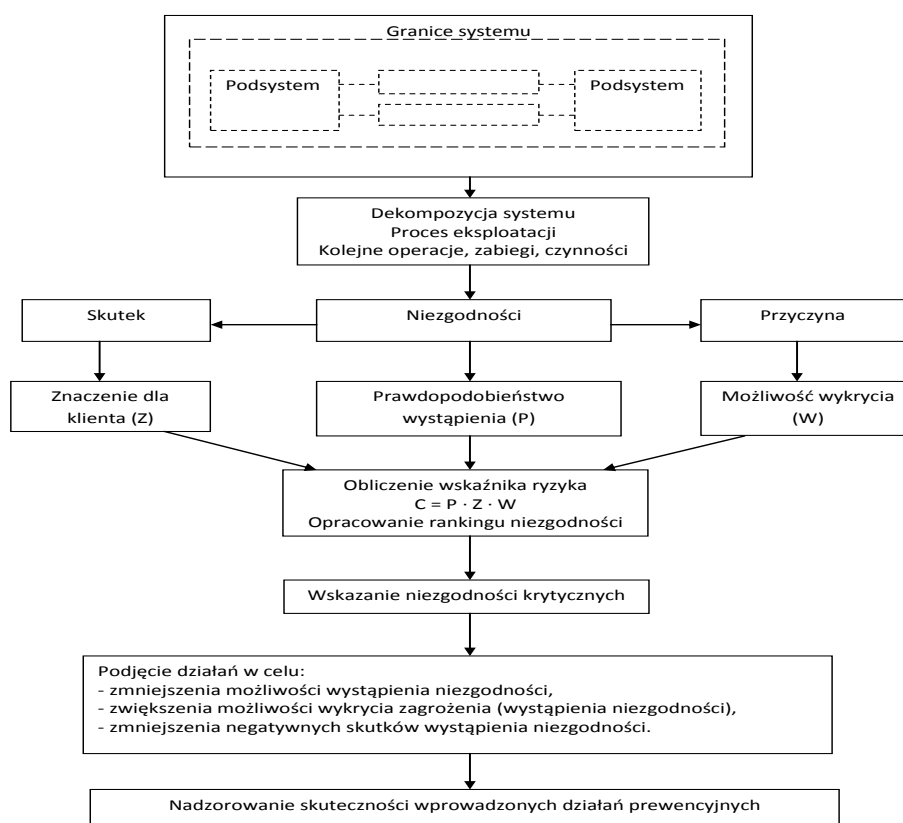 Granice systemu
Podsystem
Podsystem
Dekompozycja systemu
Proces eksploatacji
Kolejne operacje, zabiegi, czynności
Skutek
Niezgodności
Przyczyna
Znaczenie dla
klienta (Z)
Prawdopodobieństwo
wystąpienia (P)
Możliwość wykrycia
(W)
Obliczenie wskaźnika ryzyka
C = P · Z · W
Opracowanie rankingu niezgodności
Wskazanie niezgodności krytycznych
Podjęcie działań w celu:
- zmniejszenia możliwości wystąpienia niezgodności,
- zwiększenia możliwości wykrycia zagrożenia (wystąpienia niezgodności),
- zmniejszenia negatywnych skutków wystąpienia niezgodności.
Nadzorowanie skuteczności wprowadzonych działań prewencyjnych